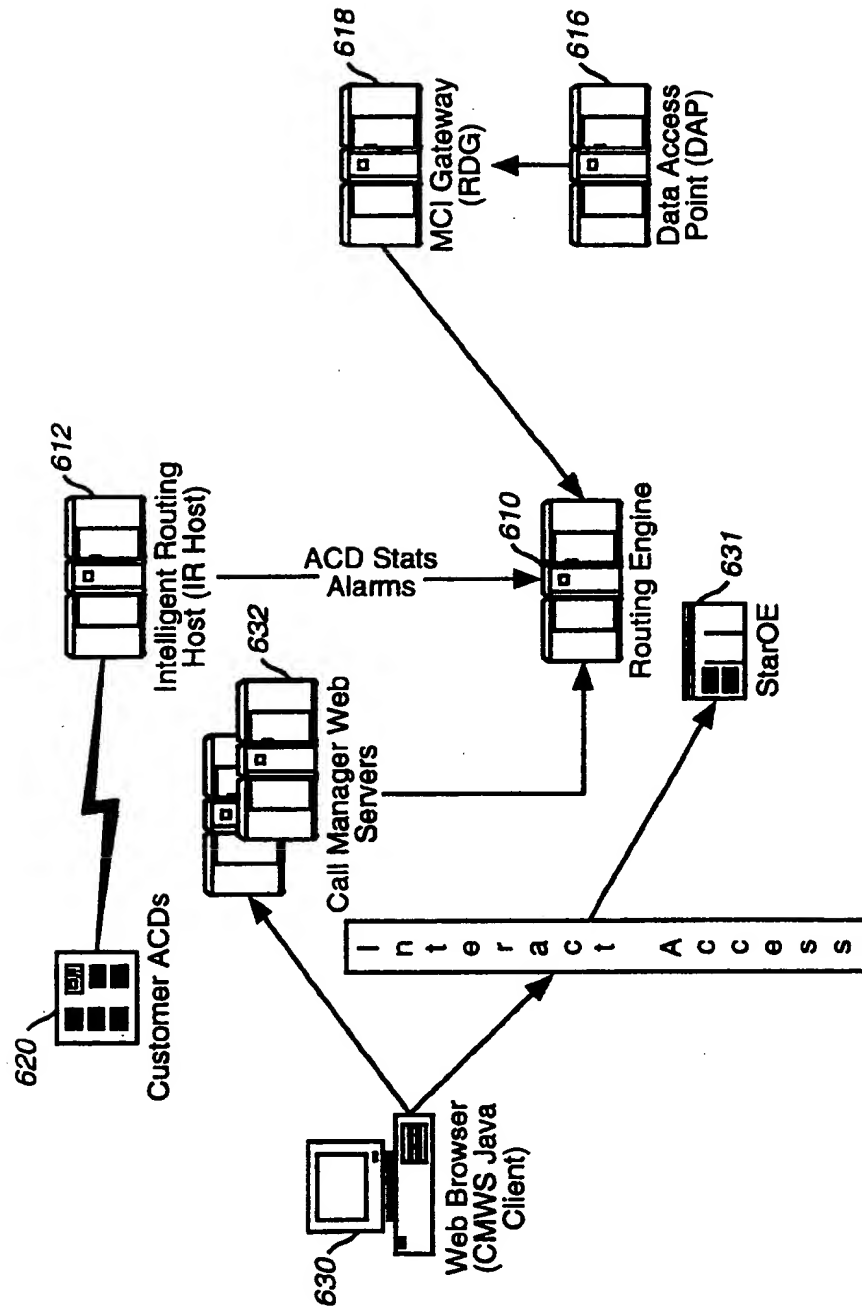 620
Customer ACDs
612
Intelligent Routing
Host (IR Host)
618
MCI Gateway
(RDG)
632
Call Manager Web
Servers
ACD Stats
Alarms
610
Routing Engine
616
Data Access
Point (DAP)
630
Web Browser
(CMWS Java
Client)
Interact Access
631
StarOE